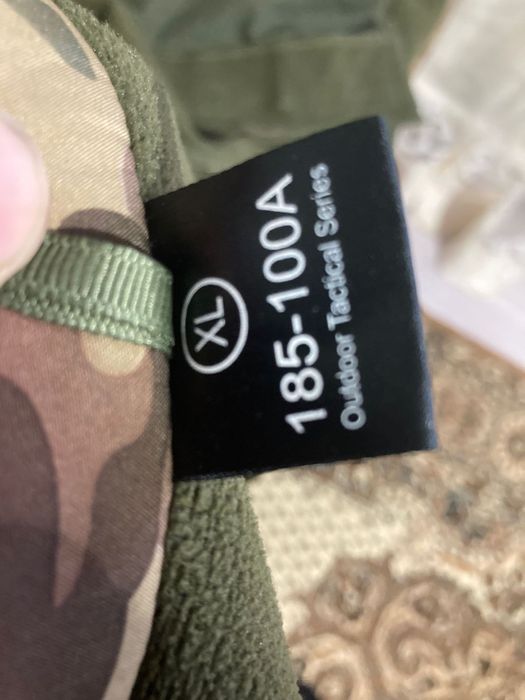 XL
185-100A
Outdoor Tactical Series